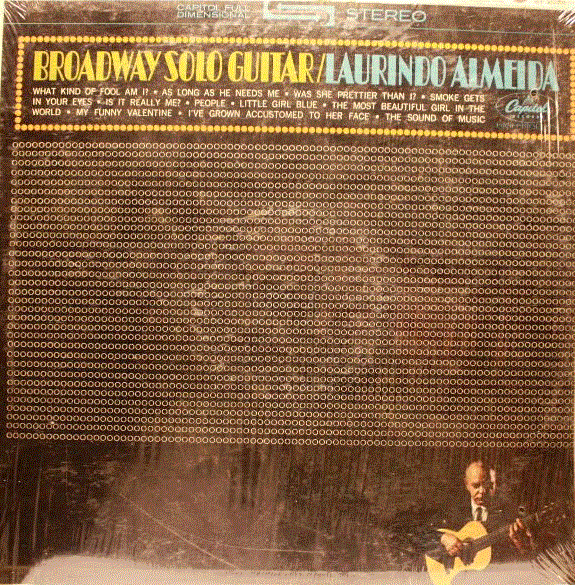 CAPITOL FULL
DIMENSIONAL STEREO
BROADWAY SOLO GUITAR/LAURINDO ALMEIDA
WHAT KIND OF FOOL AM I? • AS LONG AS HE NEEDS ME • WAS SHE PRETTIER THAN I? • SMOKE GETS
IN YOUR EYES • IS IT REALLY ME? • PEOPLE • LITTLE GIRL BLUE • THE MOST BEAUTIFUL GIRL IN THE
WORLD • MY FUNNY VALENTINE • I'VE GROWN ACCUSTOMED TO HER FACE • THE SOUND OF MUSIC
Capitol